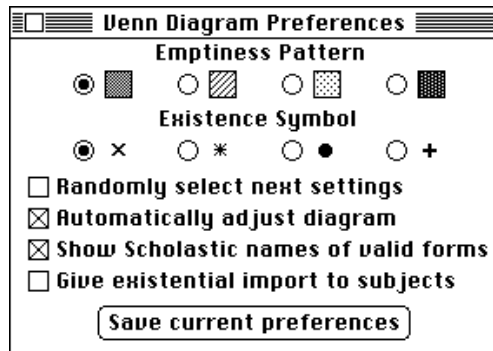 Venn Diagram Preferences
Emptiness Pattern
Existence Symbol
× * ● +
Randomly select next settings
Automatically adjust diagram
Show Scholastic names of valid forms
Give existential import to subjects
Save current preferences